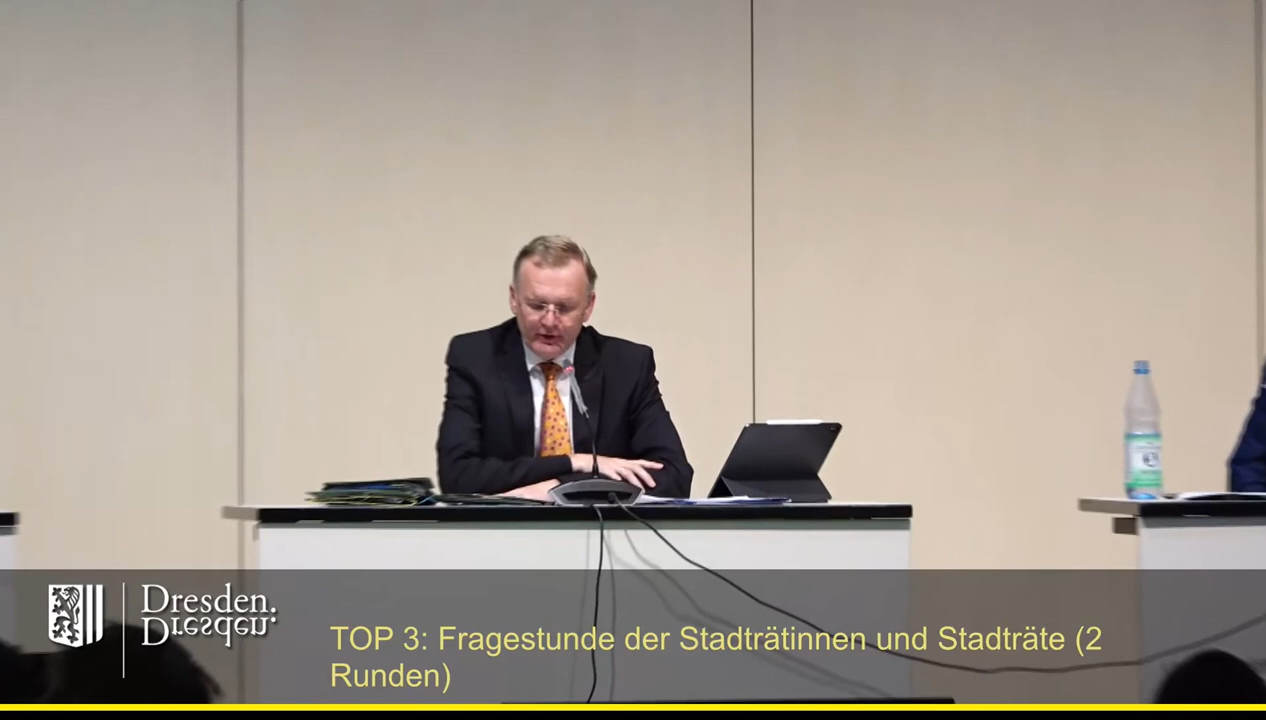 Dresden.
Dresden.
TOP 3: Fragestunde der Stadträtinnen und Stadträte (2
Runden)